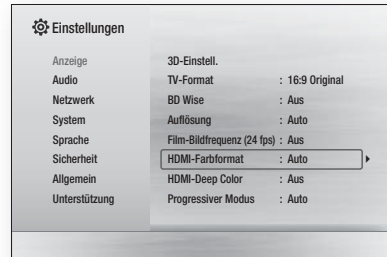 Einstellungen
Anzeige
Audio
Netzwerk
System
Sprache
Sicherheit
Allgemein
Unterstützung
3D-Einstell.
TV-Format : 16:9 Original
BD Wise : Aus
Auflösung : Auto
Film-Bildfrequenz (24 fps) : Aus
HDMI-Farbformat : Auto
HDMI-Deep Color : Aus
Progressiver Modus : Auto